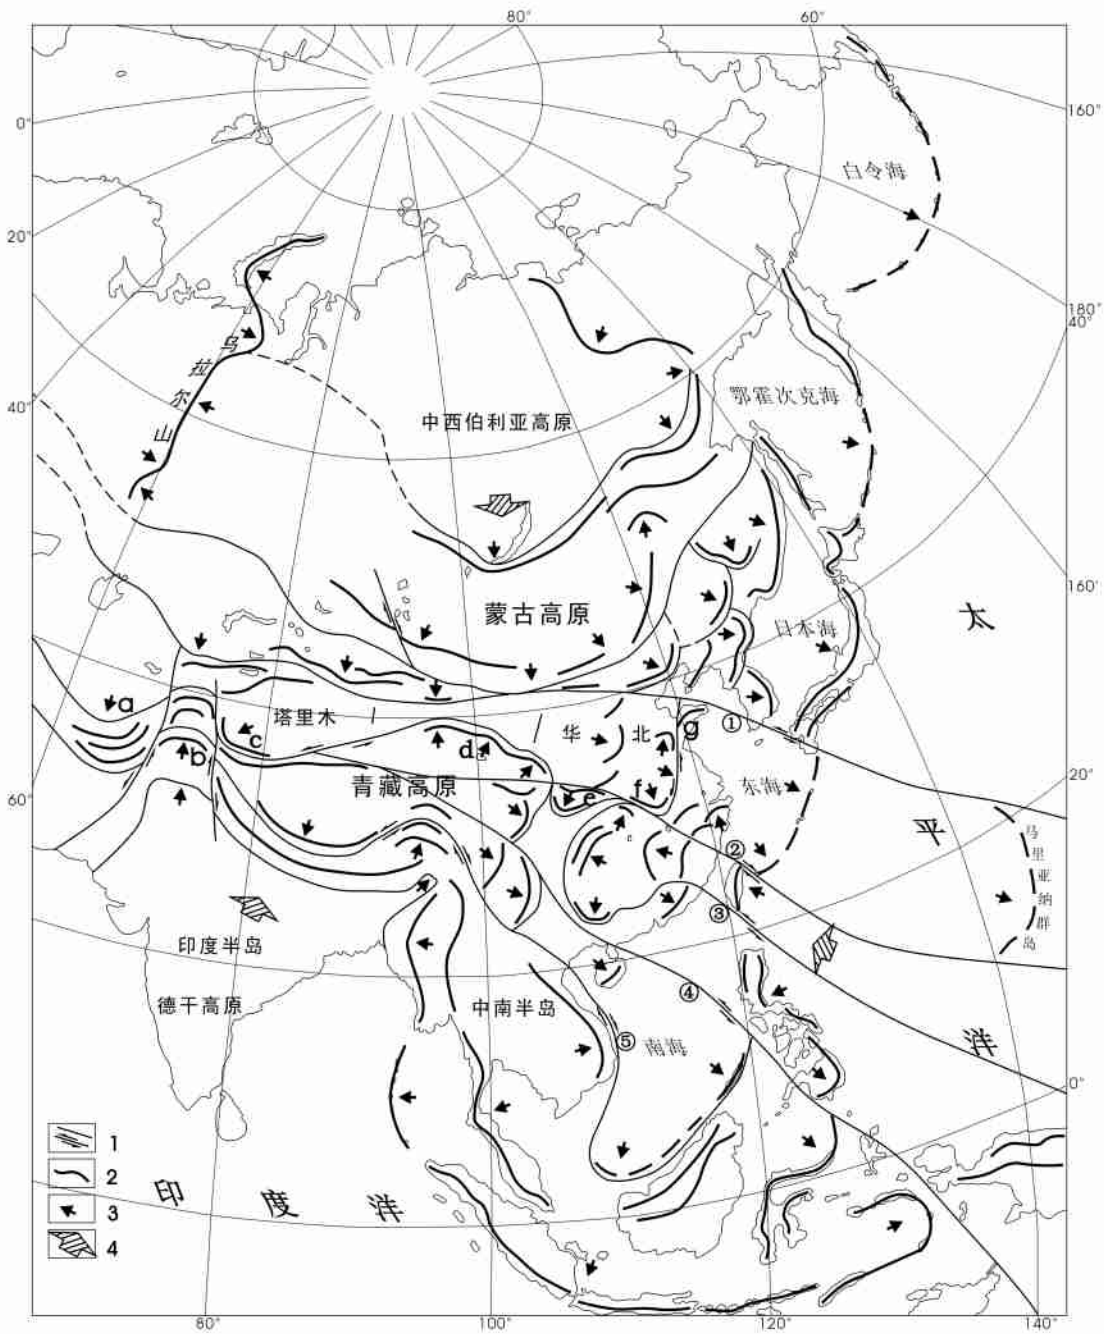 80°
60°
0°
160°
白令海
20°
180°
40°
乌拉尔山
40°
鄂霍次克海
中西伯利亚高原
160'
太
蒙古高原
日本海
a
塔里木
c
b
d
华北
g
①
青藏高原
e
f
东海
20°
60°
平
马里亚纳群岛
②
③
印度半岛
德干高原
中南半岛
④
⑤
南海
洋
0°
1
2
3
4
印度洋
80°
100°
120°
140°